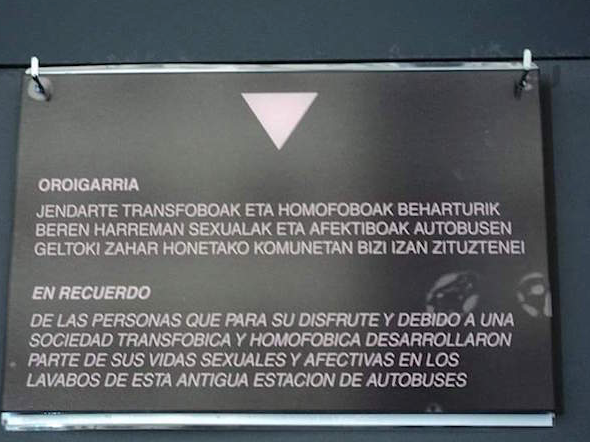 OROIGARRIA
JENDARTE TRANSFOBOAK ETA HOMOFOBOAK BEHARTURIK
BEREN HARREMAN SEXUALAK ETA AFEKTIBOAK AUTOBUSEN
GELTOKI ZAHAR HONETAKO KOMUNETAN BIZI IZAN ZITUZTENEI
EN RECUERDO
DE LAS PERSONAS QUE PARA SU DISFRUTE Y DEBIDO A UNA
SOCIEDAD TRANSFOBICA Y HOMOFOBICA DESARROLLARON
PARTE DE SUS VIDAS SEXUALES Y AFECTIVAS EN LOS
LAVABOS DE ESTA ANTIGUA ESTACION DE AUTOBUSES